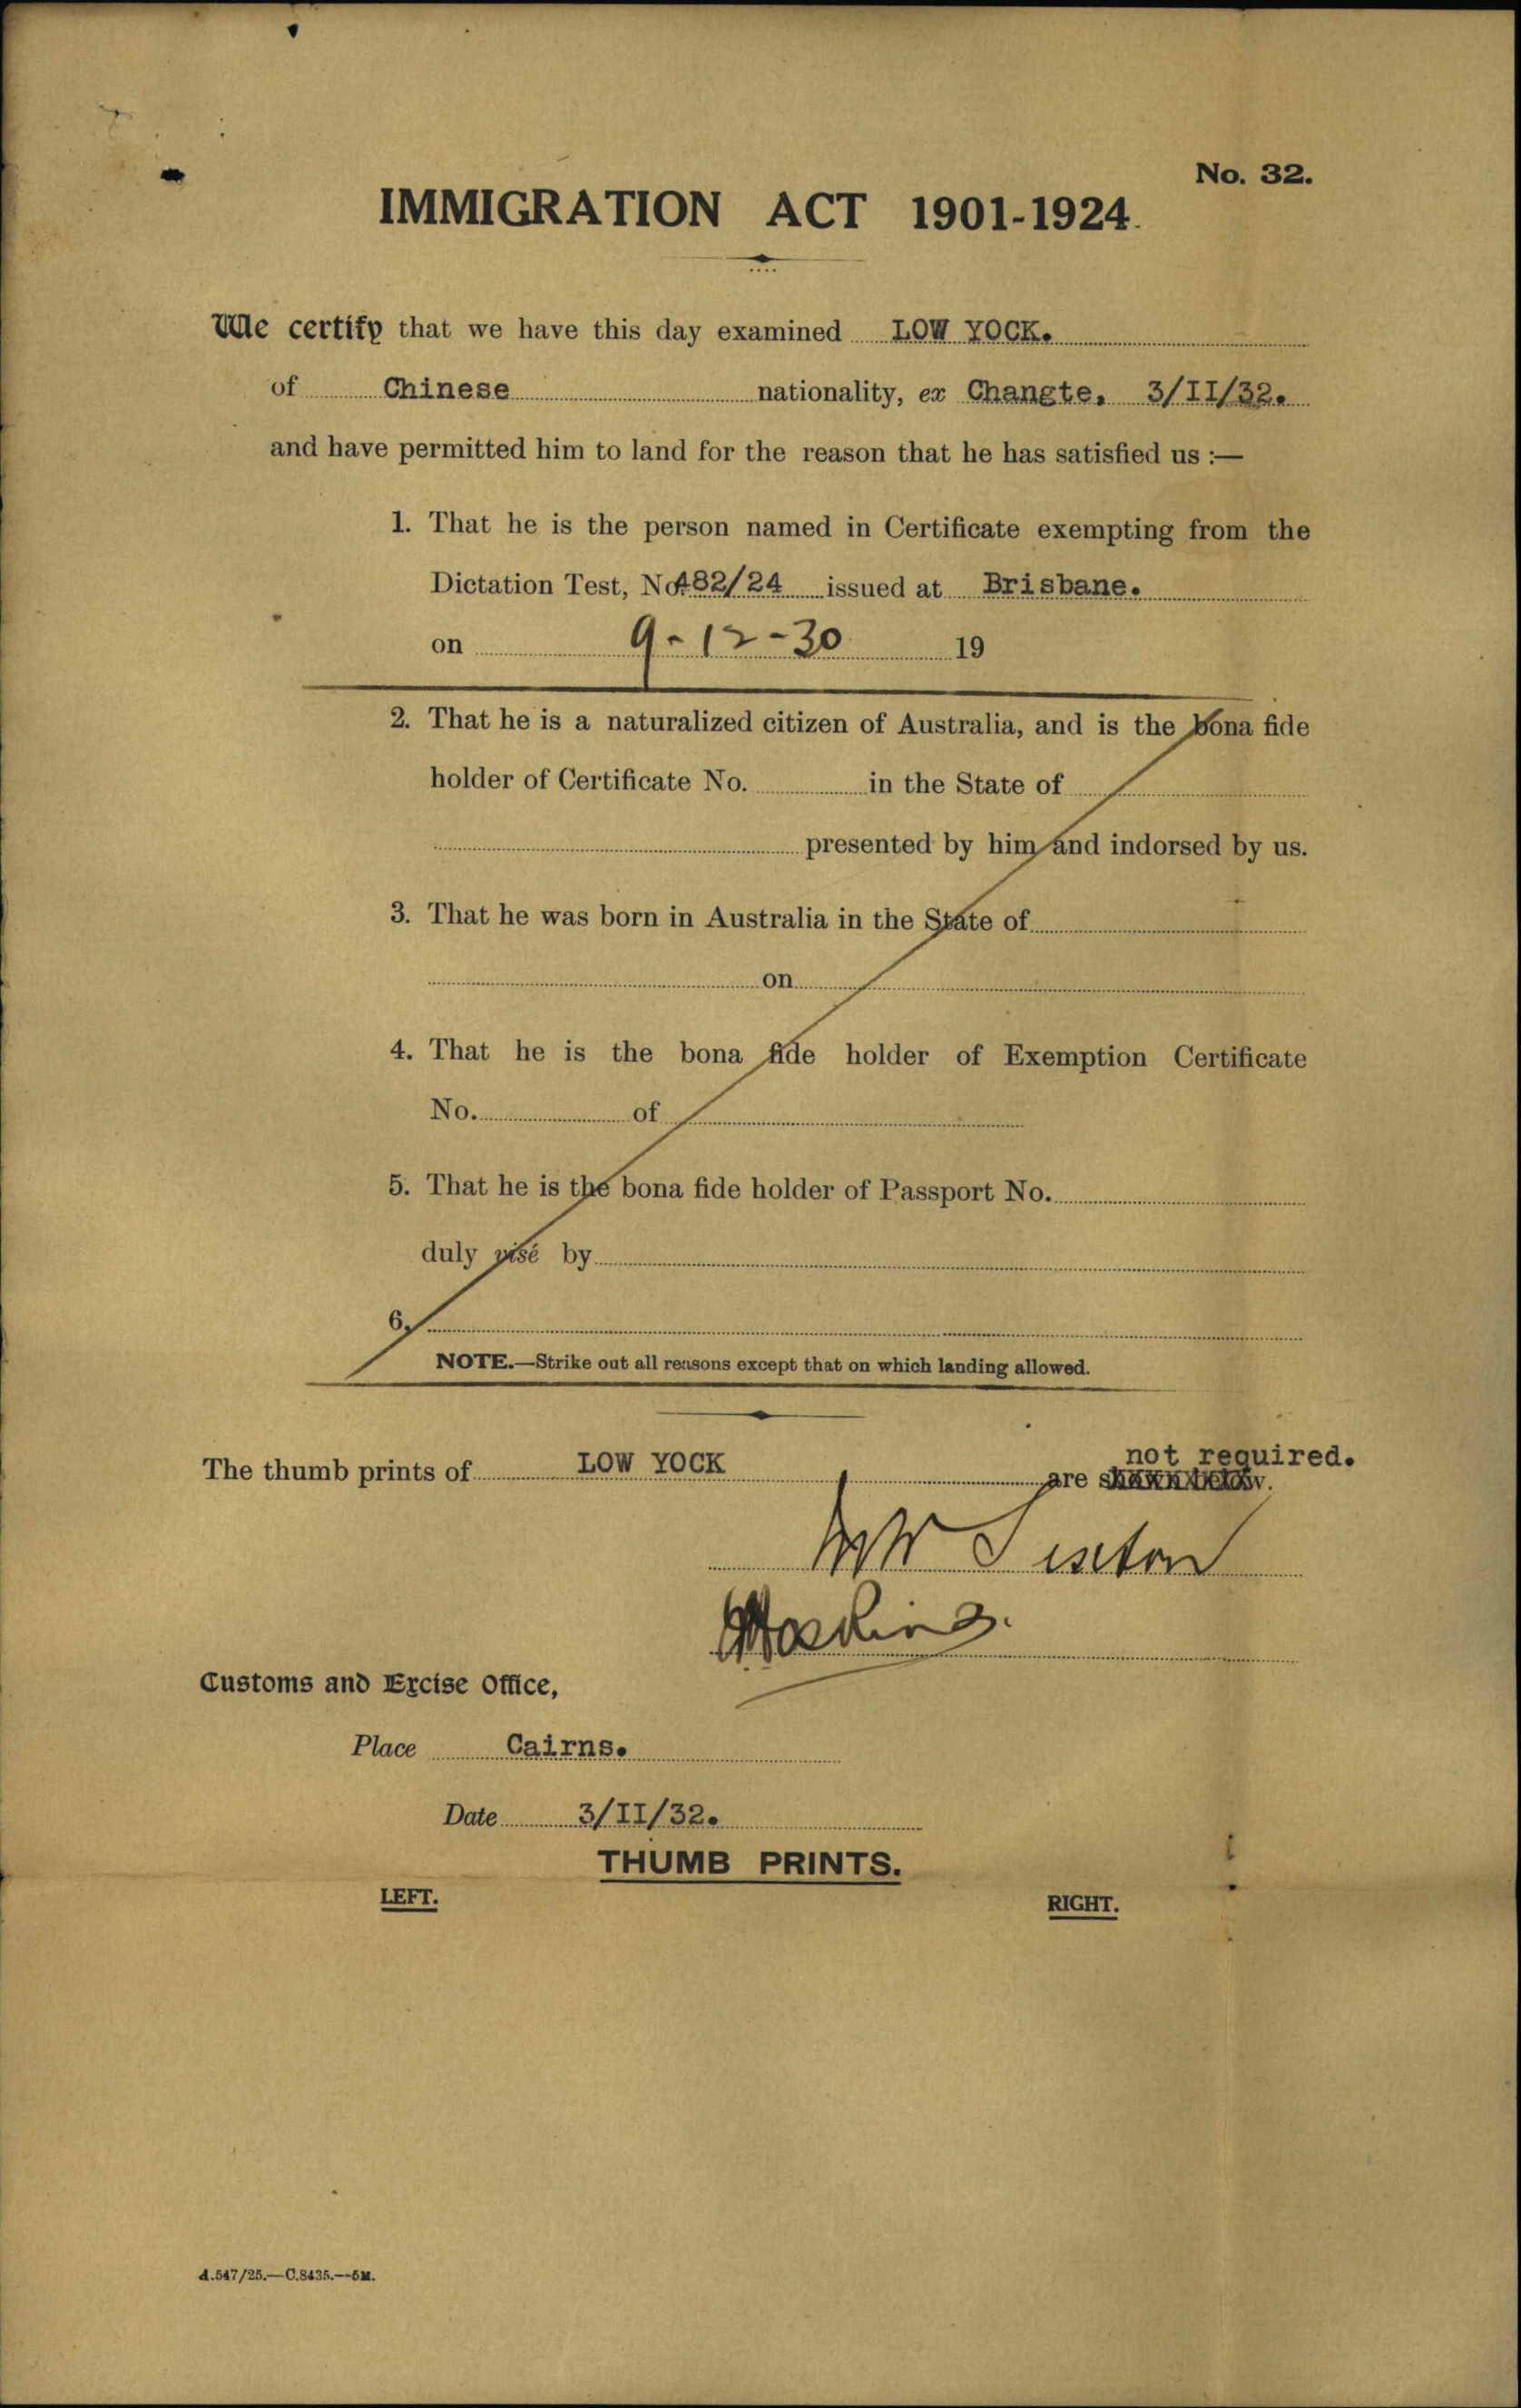 No. 32.
IMMIGRATION ACT 1901-1924.
We certify that we have this day examined LOW YOCK.
of Chinese nationality, ex Changte, 3/II/32.
and have permitted him to land for the reason that he has satisfied us :—
1. That he is the person named in Certificate exempting from the
Dictation Test, No. 482/24 issued at Brisbane.
on 9-12-30 19
2. That he is a naturalized citizen of Australia, and is the bona fide
holder of Certificate No. in the State of
presented by him and indorsed by us.
3. That he was born in Australia in the State of
on
4. That he is the bona fide holder of Exemption Certificate
No. of
5. That he is the bona fide holder of Passport No.
duly visé by
6.
NOTE.—Strike out all reasons except that on which landing allowed.
not required.
The thumb prints of LOW YOCK are shown below.
Customs and Excise Office,
Place Cairns.
Date 3/II/32.
THUMB PRINTS.
LEFT. RIGHT.
A.547/25.—C.8435.—5M.